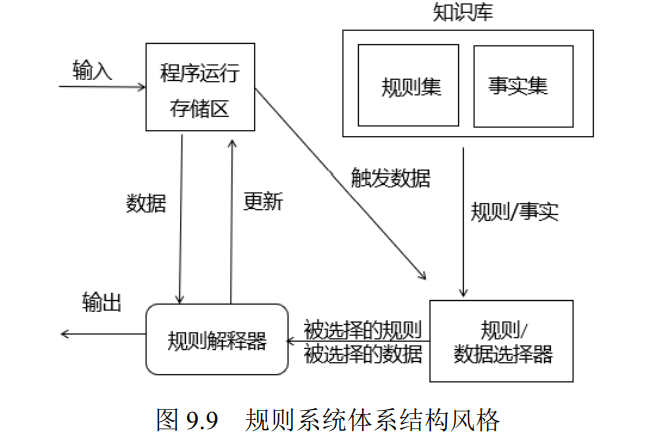 知识库
输入
程序运行
存储区
规则集
事实集
触发数据
数据
更新
规则/事实
输出
规则解释器
被选择的规则
被选择的数据
规则/
数据选择器
图 9.9 规则系统体系结构风格